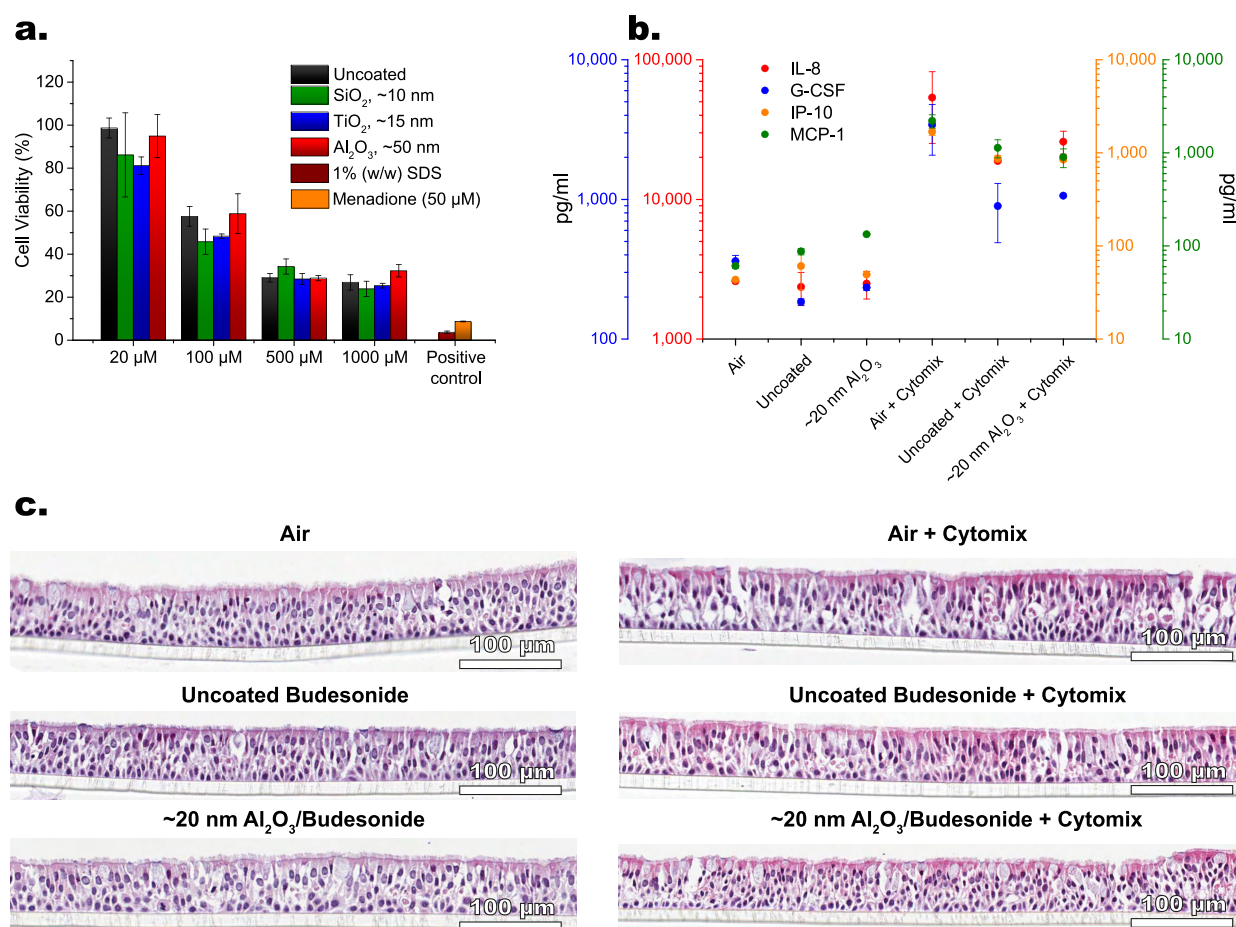 a.
120
100
80
60
40
20
0
Cell Viability (%)
Uncoated
SiO₂, ~10 nm
TiO₂, ~15 nm
Al₂O₃, ~50 nm
1% (w/w) SDS
Menadione (50 µM)
20 µM
100 µM
500 µM
1000 µM
Positive control
b.
pg/ml
10,000
1,000
100
100,000
10,000
1,000
IL-8
G-CSF
IP-10
MCP-1
10,000
1,000
100
10
10,000
1,000
100
10
pg/ml
Air
Uncoated
~20 nm Al₂O₃
Air + Cytomix
Uncoated + Cytomix
~20 nm Al₂O₃ + Cytomix
c.
Air
100 µm
Air + Cytomix
100 µm
Uncoated Budesonide
100 µm
Uncoated Budesonide + Cytomix
100 µm
~20 nm Al₂O₃/Budesonide
100 µm
~20 nm Al₂O₃/Budesonide + Cytomix
100 µm